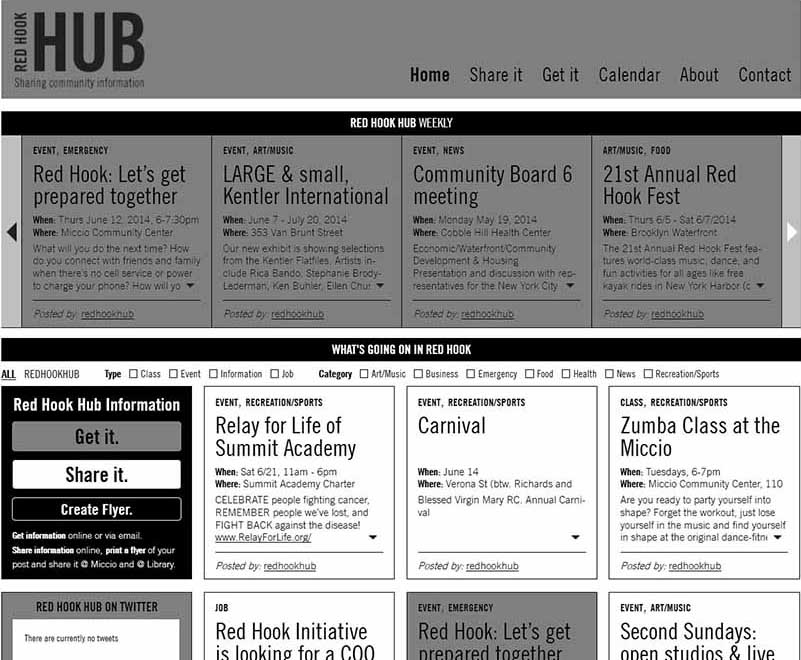 RED HOOK
HUB
Sharing community information
Home Share it Get it Calendar About Contact
RED HOOK HUB WEEKLY
EVENT, EMERGENCY
Red Hook: Let's get
prepared together
When: Thurs June 12, 2014, 6-7:30pm
Where: Miccio Community Center
What will you do the next time? How
do you connect with friends and family
when there's no cell service or power
to charge your phone? How will yo
Posted by: redhookhub
EVENT, ART/MUSIC
LARGE & small,
Kentler International
When: June 7 - July 20, 2014
Where: 353 Van Brunt Street
Our new exhibit is showing selections
from the Kentler Flatfiles. Artists in-
clude Rica Bando, Stephanie Brody-
Lederman, Ken Buhler, Ellen Chu:
Posted by: redhookhub
EVENT, NEWS
Community Board 6
meeting
When: Monday May 19, 2014
Where: Cobble Hill Health Center
Economic/Waterfront/Community
Development & Housing
Presentation and discussion with rep-
resentatives for the New York City
Posted by: redhookhub
ART/MUSIC, FOOD
21st Annual Red
Hook Fest
When: Thurs 6/5 - Sat 6/7/2014
Where: Brooklyn Waterfront
The 21st Annual Red Hook Fest fea-
tures world-class music, dance, and
fun activities for all ages like free
kayak rides in New York Harbor (c
Posted by: redhookhub
WHAT'S GOING ON IN RED HOOK
ALL REDHOOKHUB Type Class Event Information Job Category Art/Music Business Emergency Food Health News Recreation/Sports
Red Hook Hub Information
Get it.
Share it.
Create Flyer.
Get information online or via email.
Share information online, print a flyer of your
post and share it @ Miccio and @ Library.
EVENT, RECREATION/SPORTS
Relay for Life of
Summit Academy
When: Sat 6/21, 11am - 6pm
Where: Summit Academy Charter
CELEBRATE people fighting cancer,
REMEMBER people we've lost, and
FIGHT BACK against the disease!
www.RelayForLife.org/
Posted by: redhookhub
EVENT, RECREATION/SPORTS
Carnival
When: June 14
Where: Verona St (btw. Richards and
Blessed Virgin Mary RC. Annual Carni-
val
Posted by: redhookhub
CLASS, RECREATION/SPORTS
Zumba Class at the
Miccio
When: Tuesdays, 6-7pm
Where: Miccio Community Center, 110
Are you ready to party yourself into
shape? Forget the workout, just lose
yourself in the music and find yourself
in shape at the original dance-fitne
Posted by: redhookhub
RED HOOK HUB ON TWITTER
There are currently no tweets
JOB
Red Hook Initiative
is looking for a COO
EVENT, EMERGENCY
Red Hook: Let's get
prepared together
EVENT, ART/MUSIC
Second Sundays:
open studios & live